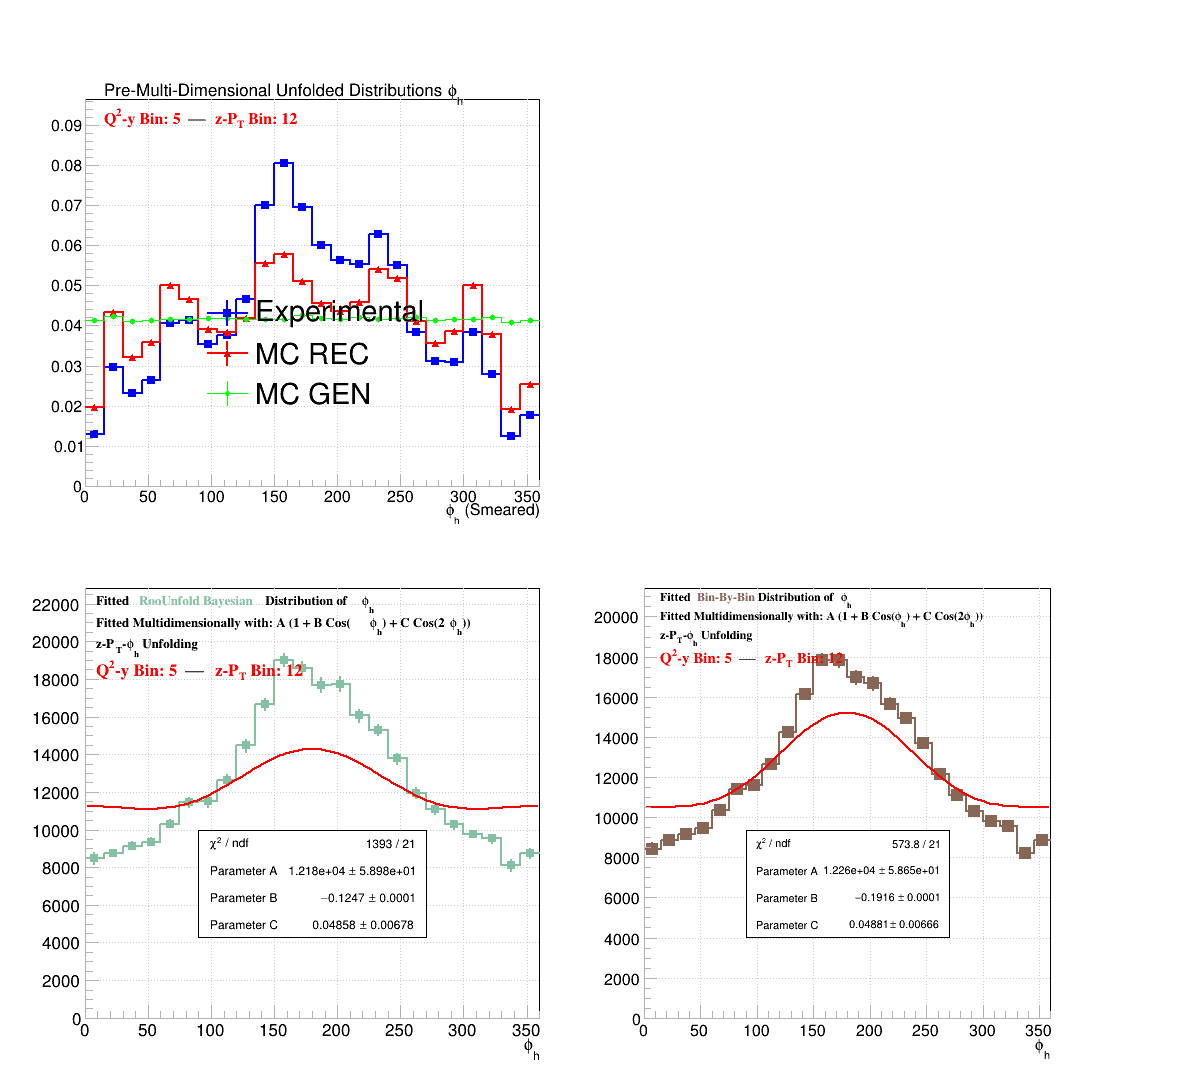 Pre-Multi-Dimensional Unfolded Distributions ϕh
Q²-y Bin: 5 — z-PT Bin: 12
0.09
0.08
0.07
0.06
0.05
0.04
0.03
0.02
0.01
0
Experimental
MC REC
MC GEN
0 50 100 150 200 250 300 350
ϕh (Smeared)
Fitted RooUnfold Bayesian Distribution of ϕh
Fitted Multidimensionally with: A (1 + B Cos( ϕh) + C Cos(2 ϕh))
z-PT-ϕh Unfolding
Q²-y Bin: 5 — z-PT Bin: 12
22000
20000
18000
16000
14000
12000
10000
8000
6000
4000
2000
0
χ² / ndf 1393 / 21
Parameter A 1.218e+04 ± 5.898e+01
Parameter B −0.1247 ± 0.0001
Parameter C 0.04858 ± 0.00678
0 50 100 150 200 250 300 350
ϕh
Fitted Bin-By-Bin Distribution of ϕh
Fitted Multidimensionally with: A (1 + B Cos(ϕh) + C Cos(2ϕh))
z-PT-ϕh Unfolding
Q²-y Bin: 5 — z-PT Bin: 12
20000
18000
16000
14000
12000
10000
8000
6000
4000
2000
0
χ² / ndf 573.8 / 21
Parameter A 1.226e+04 ± 5.865e+01
Parameter B −0.1916 ± 0.0001
Parameter C 0.04881 ± 0.00666
0 50 100 150 200 250 300 350
ϕh